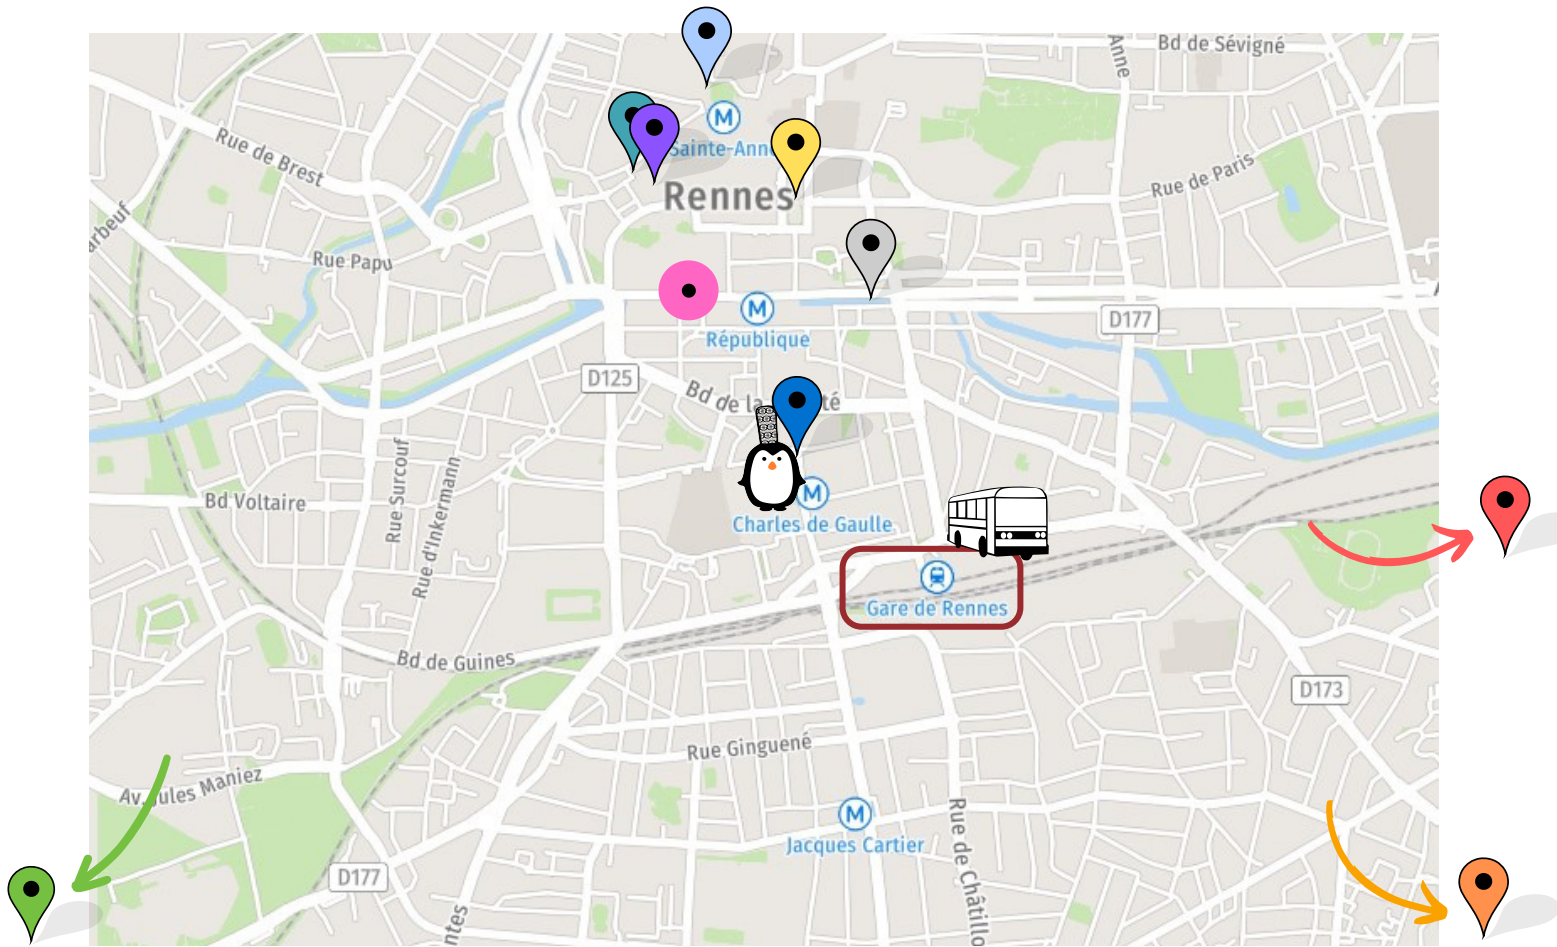 Bd de Sévigné
Anne
M
Sainte-Anne
Rue de Brest
Rue de Paris
Rennes
arbeuf
Rue Papu
M
République
D177
D125
Bd de la
té
Rue Surcouf
Rue d'Inkermann
Bd Voltaire
M
Charles de Gaulle
Gare de Rennes
Bd de Guines
D173
Rue Ginguené
Av. Jules Maniez
M
Jacques Cartier
Rue de Châtillo
D177
ntes